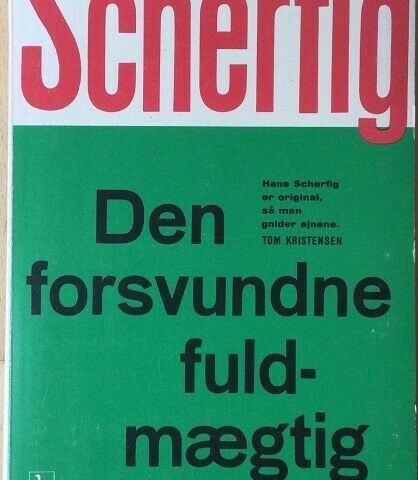 Scherfig
Hans Scherfig
er original,
så man
gnider øjnene.
TOM KRISTENSEN
Den
forsvundne
fuld-
mægtig